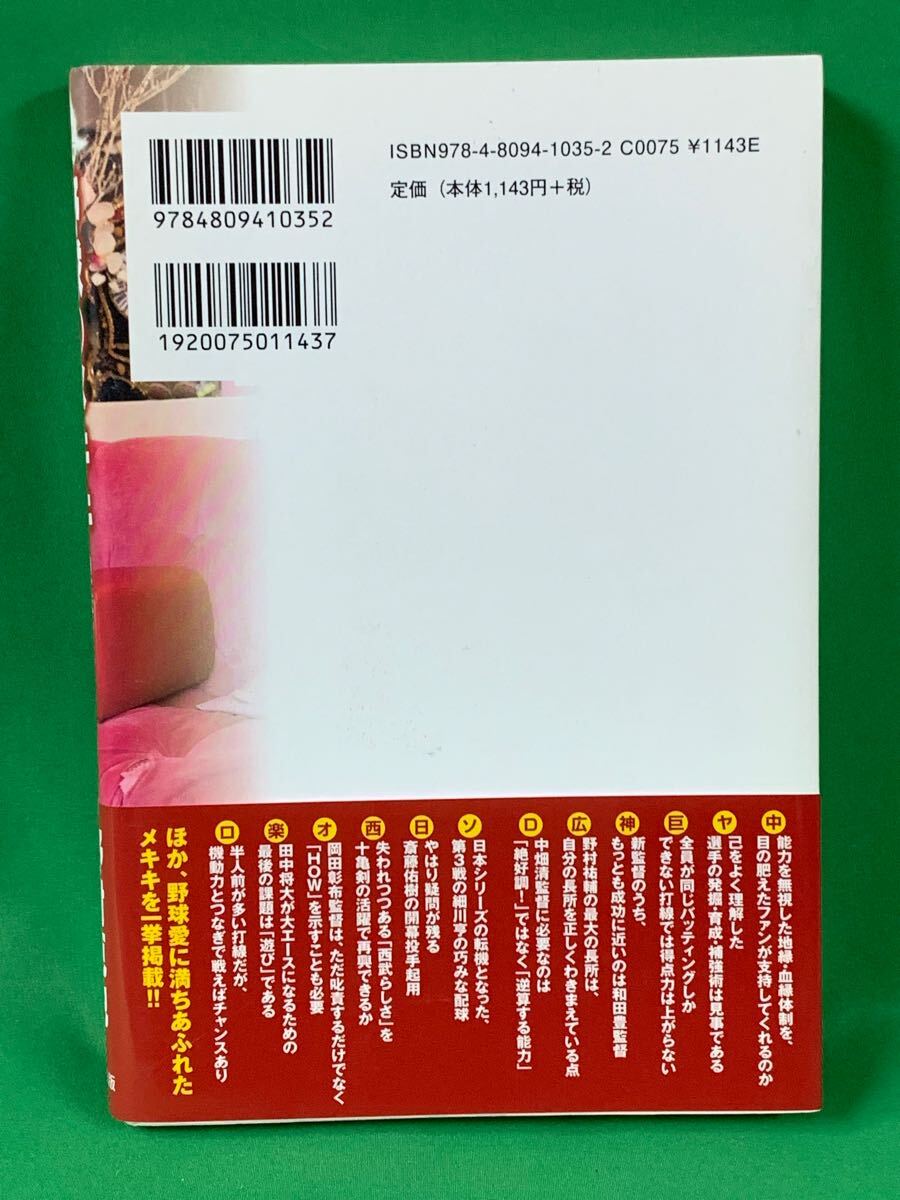 ISBN978-4-8094-1035-2 C0075 ¥1143E
定価（本体1,143円＋税）
9784809410352
1920075011437
中
能力を無視した地縁・血縁体制を、
目の肥えたファンが支持してくれるのか
ヤ
己をよく理解した
選手の発掘・育成・補強術は見事である
巨
全員が同じバッティングしか
できない打線では得点力は上がらない
神
新監督のうち、
もっとも成功に近いのは和田豊監督
広
野村祐輔の最大の長所は、
自分の長所を正しくわきまえている点
D
中畑清監督に必要なのは
「絶好調ー」ではなく「逆算する能力」
ソ
日本シリーズの転機となった、
第3戦の細川亨の巧みな配球
日
やはり疑問が残る
斎藤佑樹の開幕投手起用
西
失われつつある「西武らしさ」を
十亀剣の活躍で再興できるか
オ
岡田彰布監督は、ただ叱責するだけでなく
「HOW」を示すことも必要
楽
田中将大が大エースになるための
最後の課題は「遊び」である
ロ
半人前が多い打線だが、
機動力とつなぎで戦えばチャンスあり
ほか、野球愛に満ちあふれた
メキキを一挙掲載!!